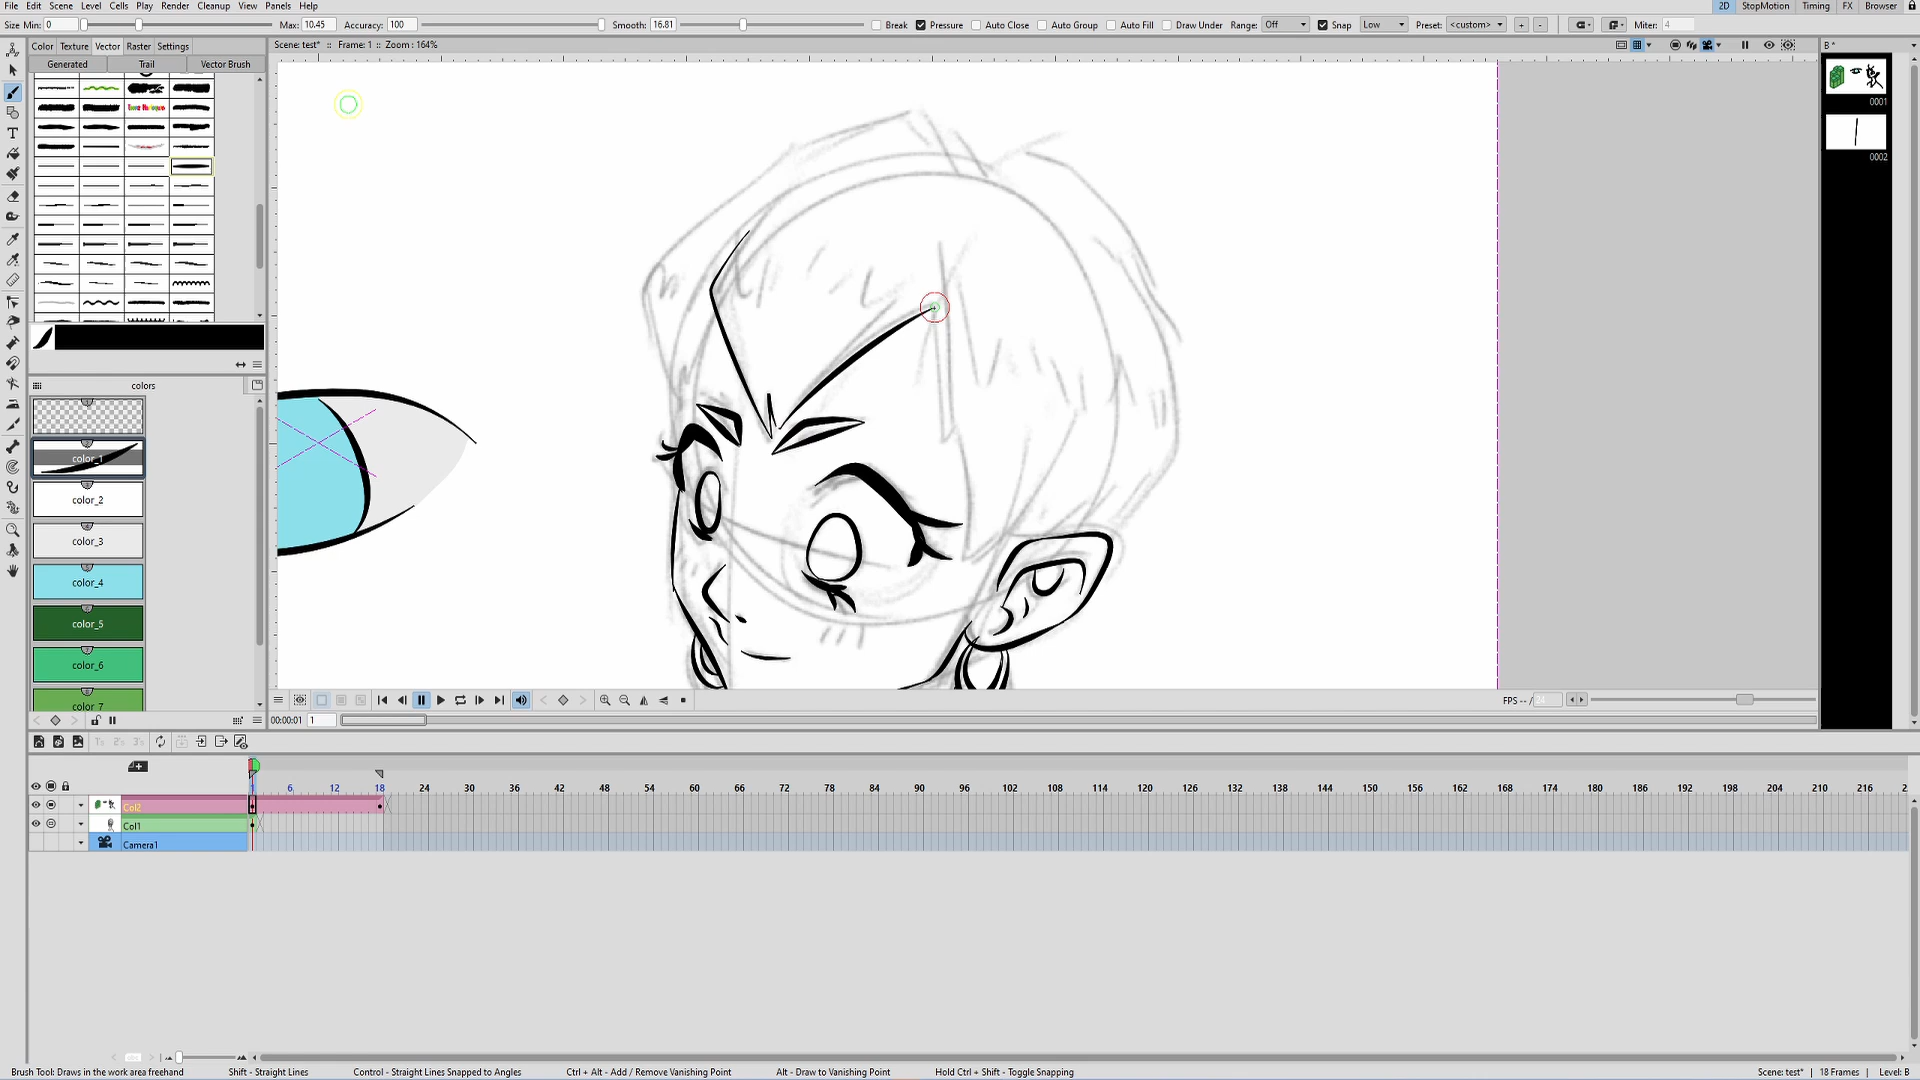 File Edit Scene Level Cells Play Render Cleanup View Panels Help
2D StopMotion Timing FX Browser
Size Min: 0 Max: 10.45 Accuracy: 100 Smooth: 16.81 Break Pressure Auto Close Auto Group Auto Fill Draw Under Range: Off Snap Low Preset: <custom> + - Miter: 4
Color Texture Vector Raster Settings
Scene: test* :: Frame: 1 :: Zoom : 164%
B *
Generated Trail Vector Brush
0001
0002
colors
color_1
color_2
color_3
color_4
color_5
color_6
color_7
FPS -- /
00:00:01 1
1's 2's 3's
1 6 12 18 24 30 36 42 48 54 60 66 72 78 84 90 96 102 108 114 120 126 132 138 144 150 156 162 168 174 180 186 192 198 204 210 216 2
Col2
Col1
Camera1
Brush Tool: Draws in the work area freehand Shift - Straight Lines Control - Straight Lines Snapped to Angles Ctrl + Alt - Add / Remove Vanishing Point Alt - Draw to Vanishing Point Hold Ctrl + Shift - Toggle Snapping Scene: test* | 18 Frames | Level: B